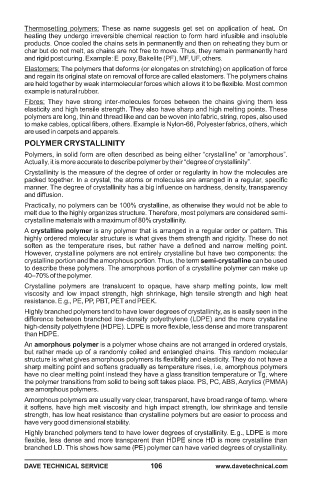 Thermosetting polymers: These as name suggests get set on application of heat. On
heating they undergo irreversible chemical reaction to form hard infusible and insoluble
products. Once cooled the chains sets in permanently and then on reheating they burn or
char but do not melt, as chains are not free to move. Thus, they remain permanently hard
and rigid post curing. Example: E. poxy, Bakelite (PF), MF, UF, others.
Elastomers: The polymers that deforms (or elongates on stretching) on application of force
and regain its original state on removal of force are called elastomers. The polymers chains
are held together by weak intermolecular forces which allows it to be flexible. Most common
example is natural rubber.
Fibres: They have strong inter-molecules forces between the chains giving them less
elasticity and high tensile strength. They also have sharp and high melting points. These
polymers are long, thin and thread like and can be woven into fabric, string, ropes, also used
to make cables, optical fibers, others. Example is Nylon-66, Polyester fabrics, others, which
are used in carpets and apparels.
POLYMER CRYSTALLINITY
Polymers, in solid form are often described as being either “crystalline” or “amorphous”.
Actually, it is more accurate to describe polymer by their “degree of crystallinity”.
Crystallinity is the measure of the degree of order or regularity in how the molecules are
packed together. In a crystal, the atoms or molecules are arranged in a regular, specific
manner. The degree of crystallinity has a big influence on hardness, density, transparency
and diffusion.
Practically, no polymers can be 100% crystalline, as otherwise they would not be able to
melt due to the highly organizes structure. Therefore, most polymers are considered semi-
crystalline materials with a maximum of 80% crystallinity.
A crystalline polymer is any polymer that is arranged in a regular order or pattern. This
highly ordered molecular structure is what gives them strength and rigidity. These do not
soften as the temperature rises, but rather have a defined and narrow melting point.
However, crystalline polymers are not entirely crystalline but have two components: the
crystalline portion and the amorphous portion. Thus, the term semi-crystalline can be used
to describe these polymers. The amorphous portion of a crystalline polymer can make up
40–70% of the polymer.
Crystalline polymers are translucent to opaque, have sharp melting points, low melt
viscosity and low impact strength, high shrinkage, high tensile strength and high heat
resistance. E.g., PE, PP, PBT, PET and PEEK.
Highly branched polymers tend to have lower degrees of crystallinity, as is easily seen in the
difference between branched low-density polyethylene (LDPE) and the more crystalline
high-density polyethylene (HDPE). LDPE is more flexible, less dense and more transparent
than HDPE.
An amorphous polymer is a polymer whose chains are not arranged in ordered crystals,
but rather made up of a randomly coiled and entangled chains. This random molecular
structure is what gives amorphous polymers its flexibility and elasticity. They do not have a
sharp melting point and softens gradually as temperature rises, i.e, amorphous polymers
have no clear melting point instead they have a glass transition temperature or Tg, where
the polymer transitions from solid to being soft takes place. PS, PC, ABS, Acrylics (PMMA)
are amorphous polymers.
Amorphous polymers are usually very clear, transparent, have broad range of temp. where
it softens, have high melt viscosity and high impact strength, low shrinkage and tensile
strength, has low heat resistance than crystalline polymers but are easier to process and
have very good dimensional stability.
Highly branched polymers tend to have lower degrees of crystallinity. E.g., LDPE is more
flexible, less dense and more transparent than HDPE since HD is more crystalline than
branched LD. This shows how same (PE) polymer can have varied degrees of crystallinity.
DAVE TECHNICAL SERVICE 106 www.davetechnical.com